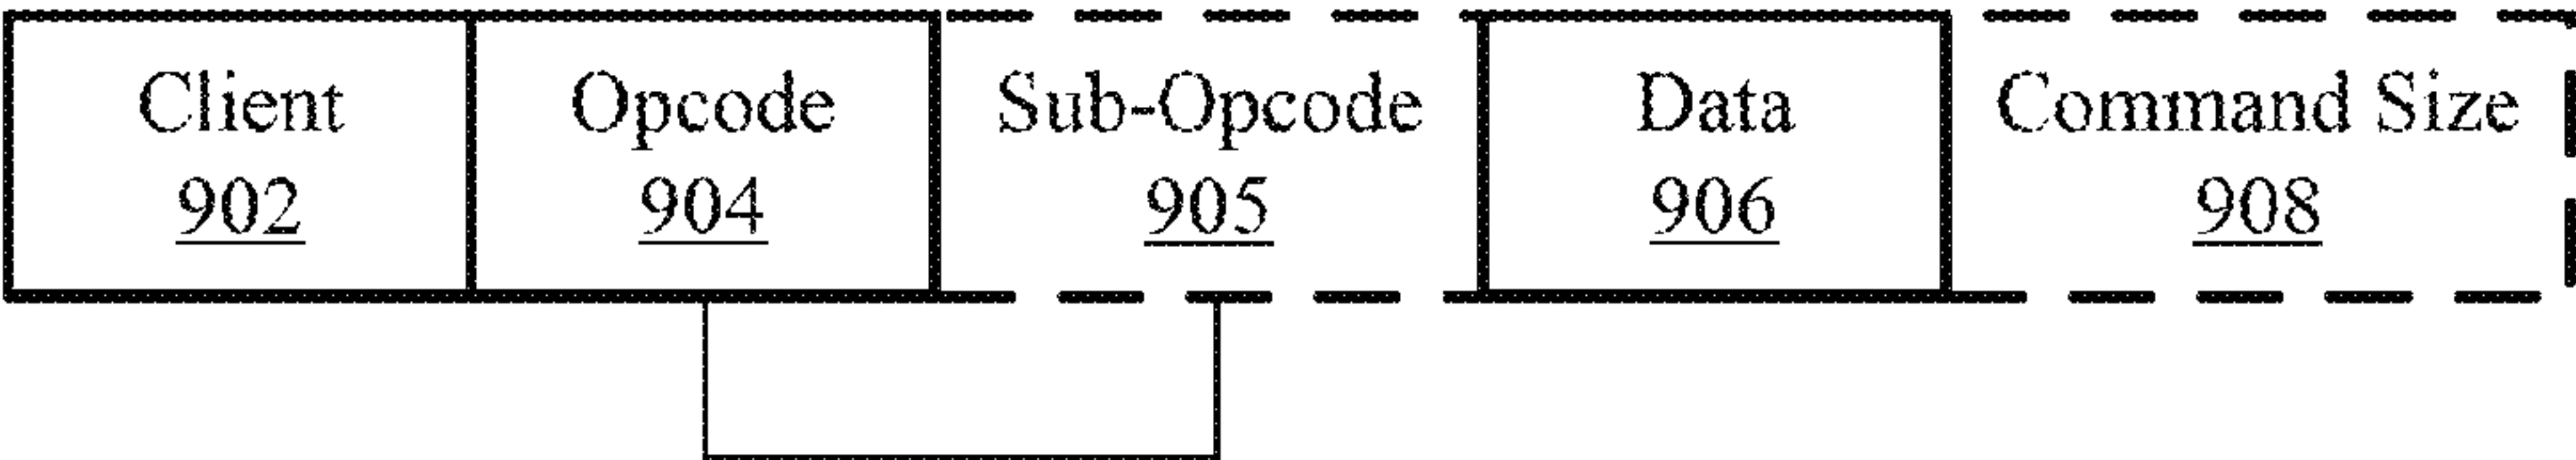 Client
902
Opcode
904
Sub-Opcode
905
Data
906
Command Size
908